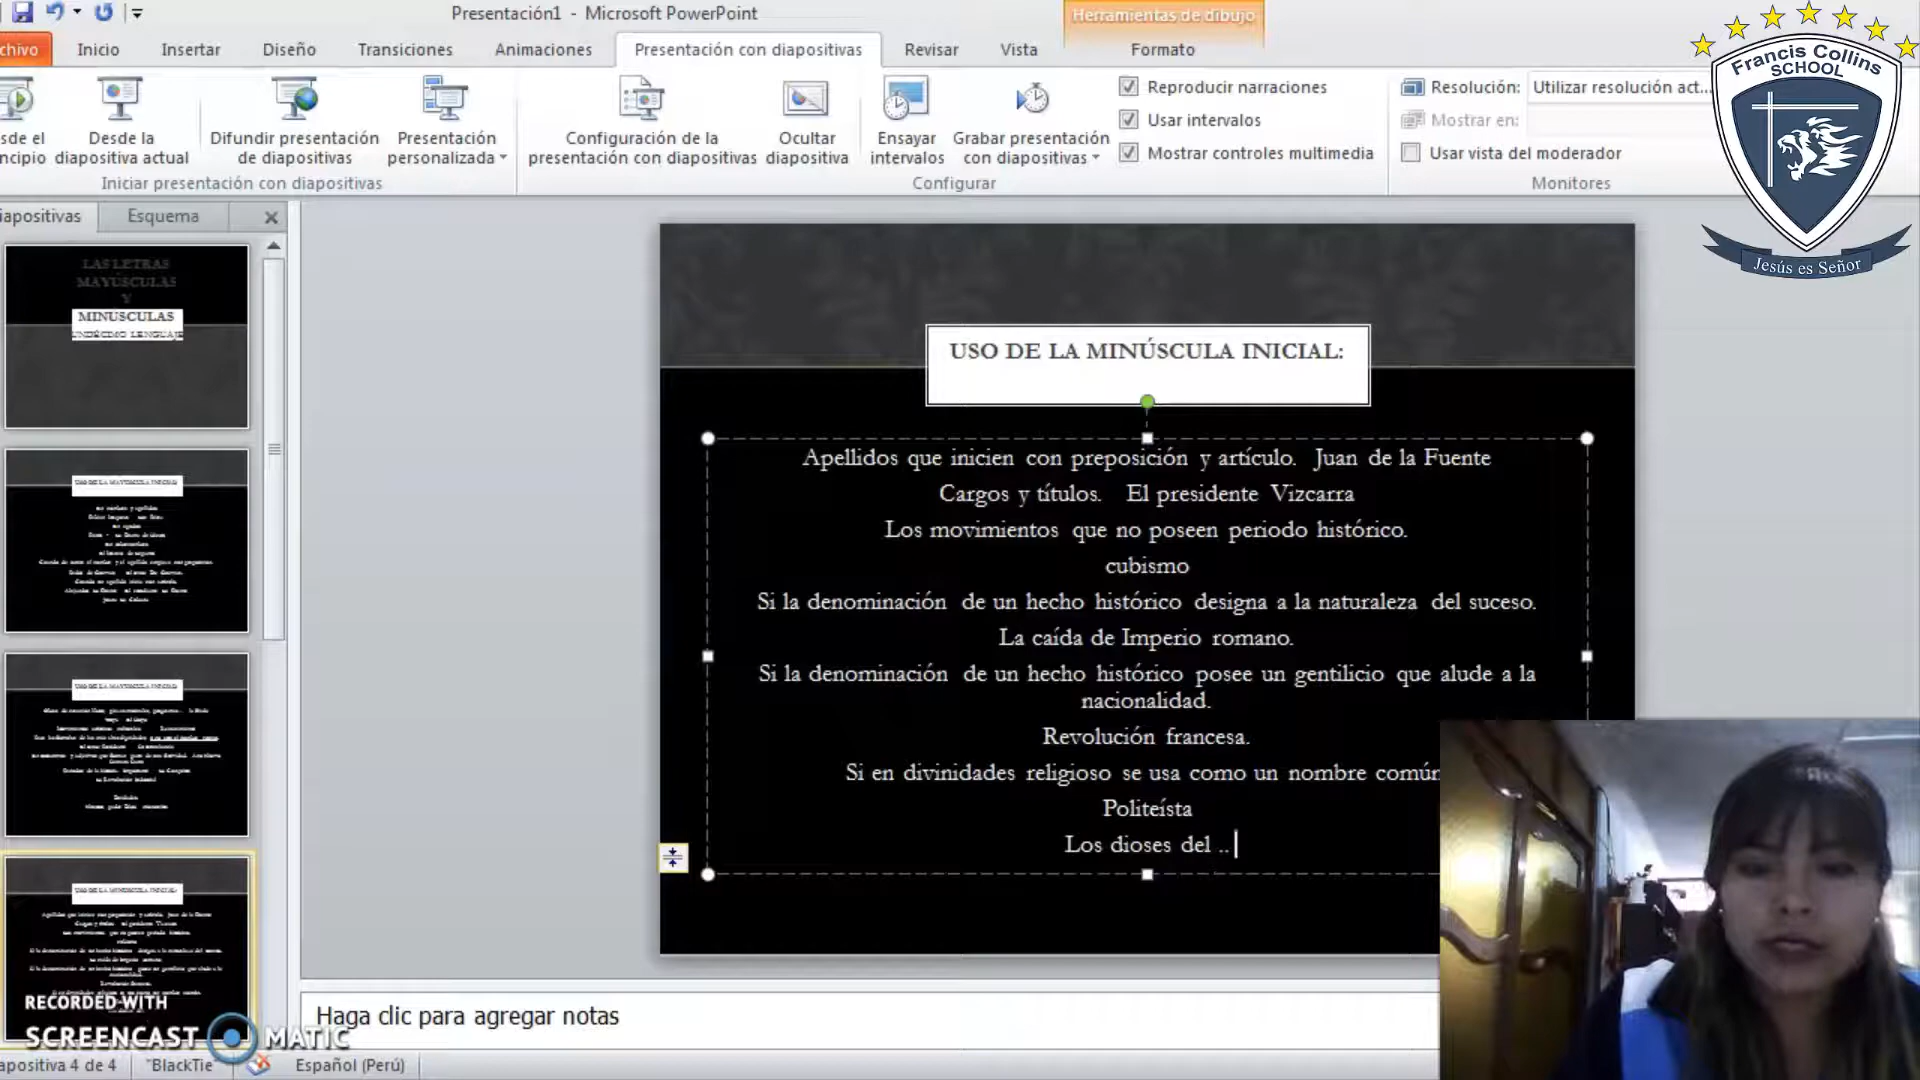 Presentación1 - Microsoft PowerPoint
Herramientas de dibujo
chivo
Inicio
Insertar
Diseño
Transiciones
Animaciones
Presentación con diapositivas
Revisar
Vista
Formato
sde el
ncipio
Desde la
diapositiva actual
Difundir presentación
de diapositivas
Presentación
personalizada
Iniciar presentación con diapositivas
Configuración de la
presentación con diapositivas
Ocultar
diapositiva
Ensayar
intervalos
Grabar presentación
con diapositivas
Reproducir narraciones
Usar intervalos
Mostrar controles multimedia
Configurar
Resolución:
Utilizar resolución act...
Mostrar en:
Usar vista del moderador
Monitores
Francis Collins
SCHOOL
Jesús es Señor
iapositivas
Esquema
LAS LETRAS
MAYÚSCULAS
Y
MINUSCULAS
UNDÉCIMO LENGUAJE
USO DE LA MINÚSCULA INICIAL:
Apellidos que inicien con preposición y artículo. Juan de la Fuente
Cargos y títulos. El presidente Vizcarra
Los movimientos que no poseen periodo histórico.
cubismo
Si la denominación de un hecho histórico designa a la naturaleza del suceso.
La caída de Imperio romano.
Si la denominación de un hecho histórico posee un gentilicio que alude a la
nacionalidad.
Revolución francesa.
Si en divinidades religioso se usa como un nombre común
Politeísta
Los dioses del ..
RECORDED WITH
SCREENCAST MATIC
Haga clic para agregar notas
apositiva 4 de 4
"BlackTie"
Español (Perú)